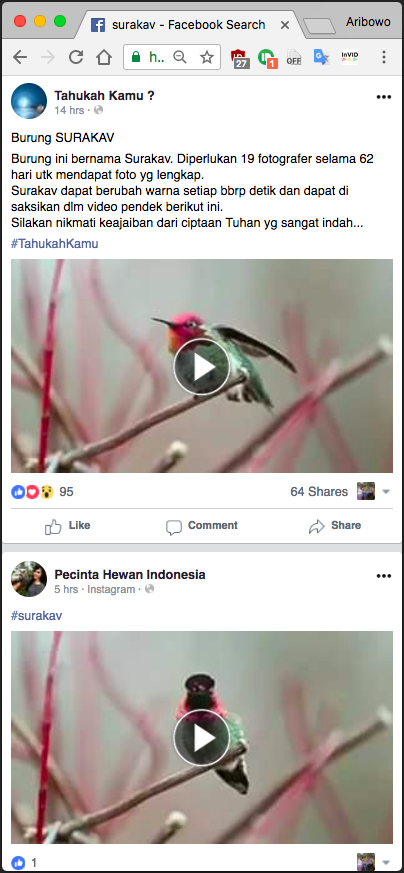 surakav - Facebook Search
Aribowo
h..
27
1
OFF
InVID
Tahukah Kamu ?
14 hrs ·
Burung SURAKAV
Burung ini bernama Surakav. Diperlukan 19 fotografer selama 62
hari utk mendapat foto yg lengkap.
Surakav dapat berubah warna setiap bbrp detik dan dapat di
saksikan dlm video pendek berikut ini.
Silakan nikmati keajaiban dari ciptaan Tuhan yg sangat indah...
#TahukahKamu
95
64 Shares
Like
Comment
Share
Pecinta Hewan Indonesia
5 hrs · Instagram ·
#surakav
1